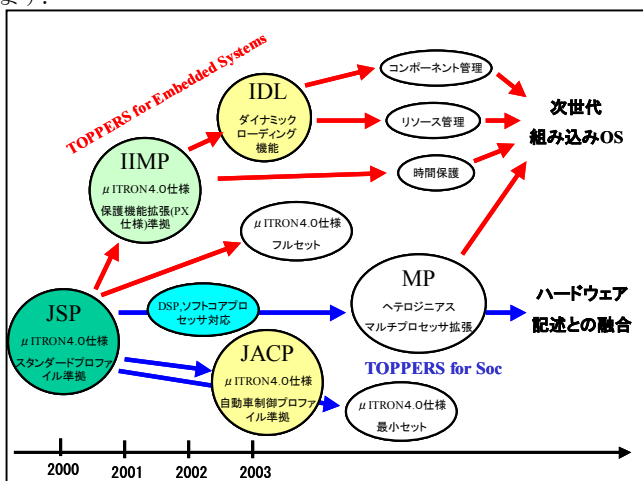 ます.
TOPPERS for Embedded Systems
IDL
ダイナミック
ローディング
機能
コンポーネント管理
リソース管理
時間保護
次世代
組み込みOS
IIMP
μITRON4.0仕様
保護機能拡張(PX
仕様)準拠
μITRON4.0仕様
フルセット
JSP
μITRON4.0仕様
スタンダードプロファ
イル準拠
DSP,ソフトコアプロ
セッサ対応
MP
ヘテロジニアス
マルチプロセッサ拡張
ハードウェア
記述との融合
JACP
μITRON4.0仕様
自動車制御プロファ
イル準拠
TOPPERS for Soc
μITRON4.0仕様
最小セット
2000
2001
2002
2003